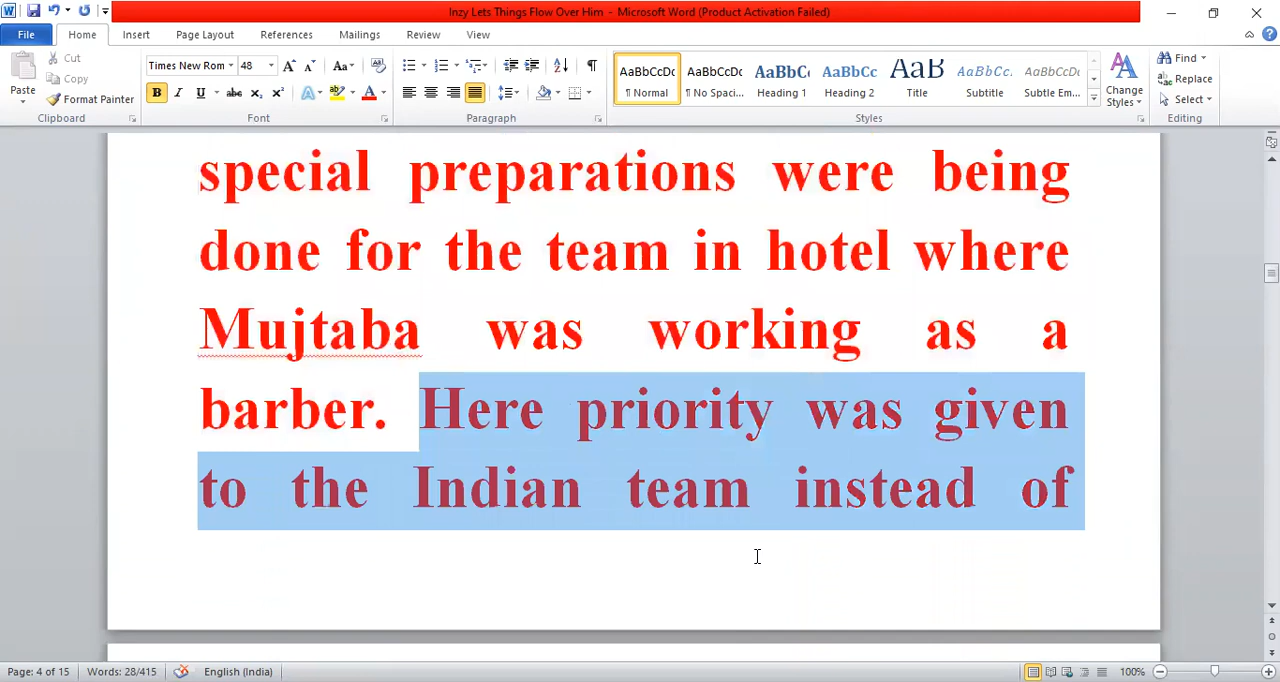 Inzy Lets Things Flow Over Him - Microsoft Word (Product Activation Failed)
File Home Insert Page Layout References Mailings Review View
Cut
Copy
Format Painter
Paste
Clipboard
Times New Rom 48
Font
Paragraph
AaBbCcDc AaBbCcDc AaBbC AaBbCc AaB AaBbCc. AaBbCcDc
¶ Normal ¶ No Spaci... Heading 1 Heading 2 Title Subtitle Subtle Em...
Styles
Change Styles
Find
Replace
Select
Editing
special preparations were being
done for the team in hotel where
Mujtaba was working as a
barber. Here priority was given
to the Indian team instead of
Page: 4 of 15 Words: 28/415 English (India) 100%